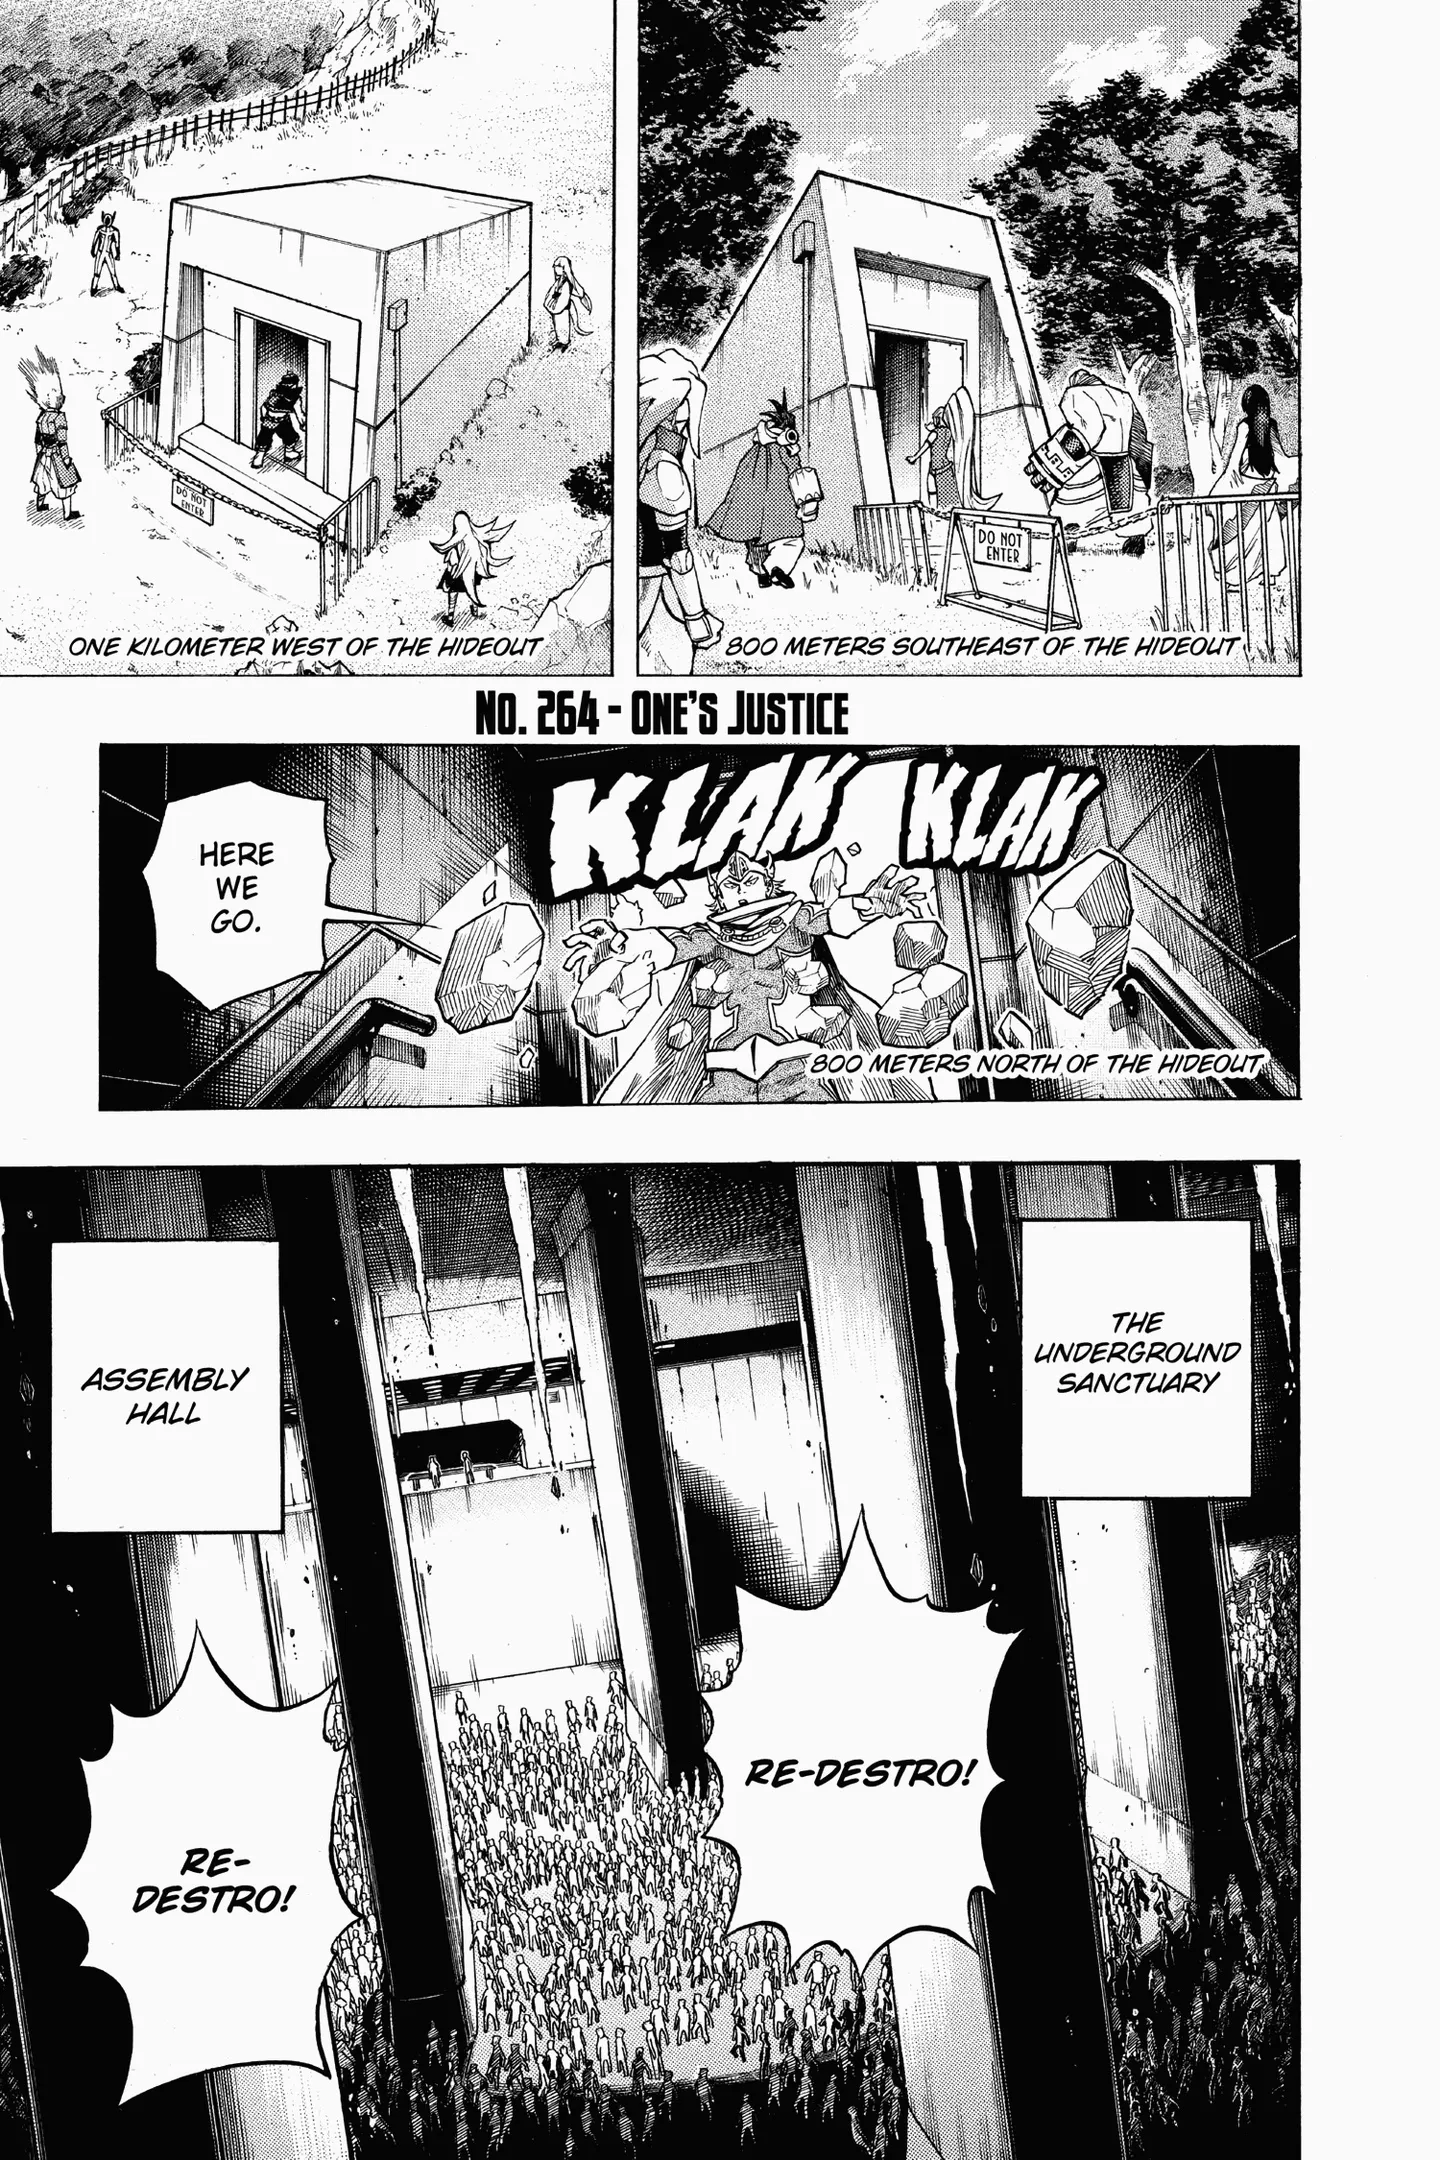 DO NOT
ENTER
800 METERS SOUTHEAST OF THE HIDEOUT
DO NOT
ENTER
ONE KILOMETER WEST OF THE HIDEOUT
No. 264 - One's Justice
KLAK KLAK
HERE
WE
GO.
800 METERS NORTH OF THE HIDEOUT
THE
UNDERGROUND
SANCTUARY
ASSEMBLY
HALL
RE-DESTRO!
RE-
DESTRO!